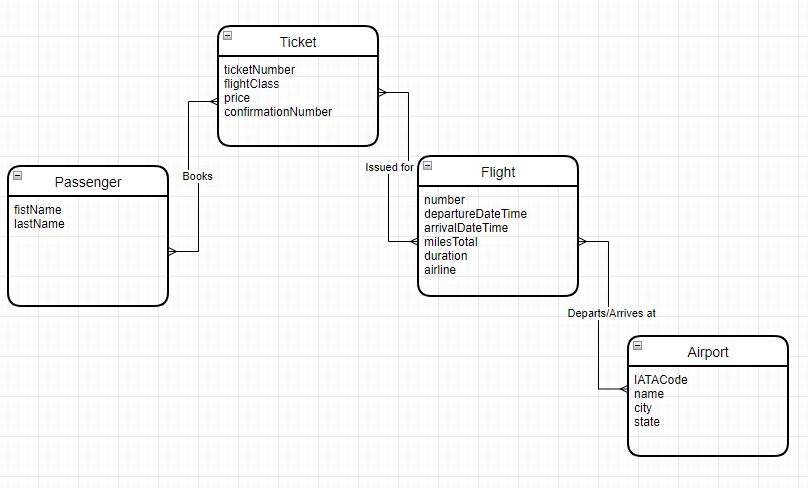 Ticket
ticketNumber
flightClass
price
confirmationNumber
Passenger
fistName
lastName
Books
Issued for
Flight
number
departureDateTime
arrivalDateTime
milesTotal
duration
airline
Departs/Arrives at
Airport
IATACode
name
city
state